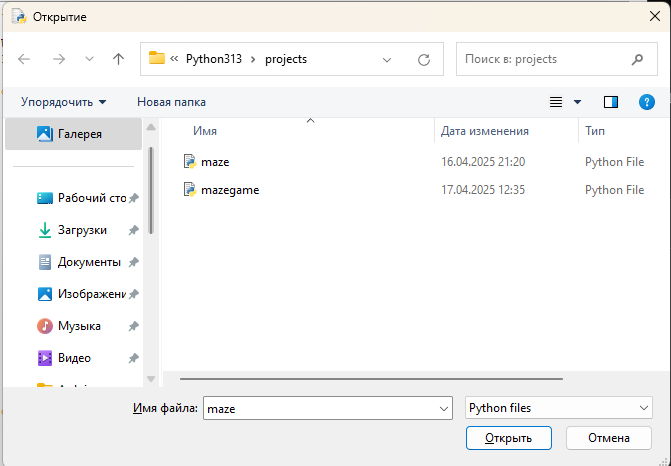 Открытие
« Python313 › projects
Поиск в: projects
Упорядочить
Новая папка
?
Галерея
Рабочий сто
Загрузки
Документы
Изображени
Музыка
Видео
Имя
Дата изменения
Тип
maze
16.04.2025 21:20
Python File
mazegame
17.04.2025 12:35
Python File
Имя файла:
maze
Python files
Открыть
Отмена